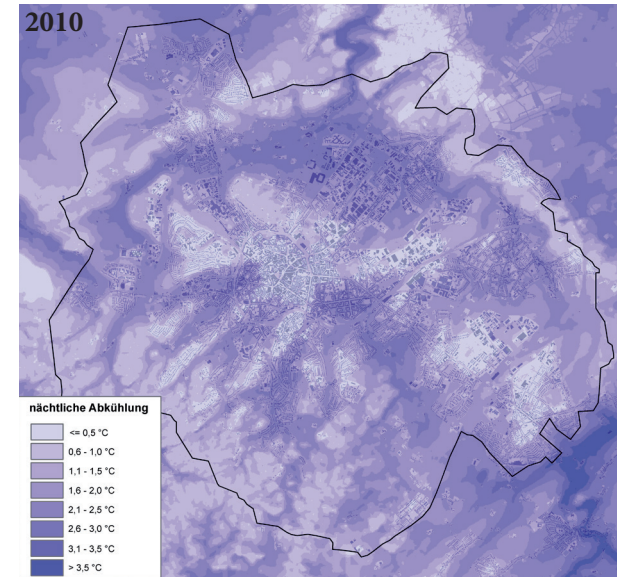 2010
nächtliche Abkühlung
<= 0,5 °C
0,6 - 1,0 °C
1,1 - 1,5 °C
1,6 - 2,0 °C
2,1 - 2,5 °C
2,6 - 3,0 °C
3,1 - 3,5 °C
> 3,5 °C